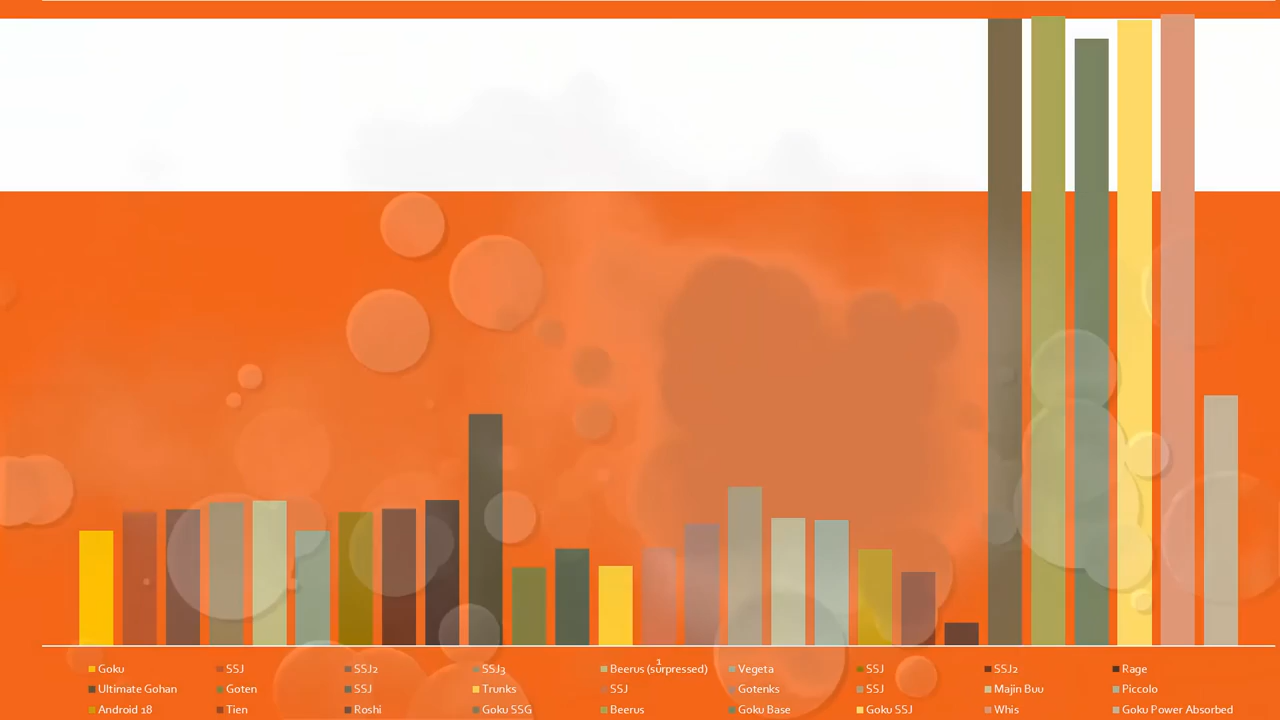 1
Goku SSJ SSJ2 SSJ3 Beerus (surpressed) Vegeta SSJ SSJ2 Rage
Ultimate Gohan Goten SSJ Trunks SSJ Gotenks SSJ Majin Buu Piccolo
Android 18 Tien Roshi Goku SSG Beerus Goku Base Goku SSJ Whis Goku Power Absorbed